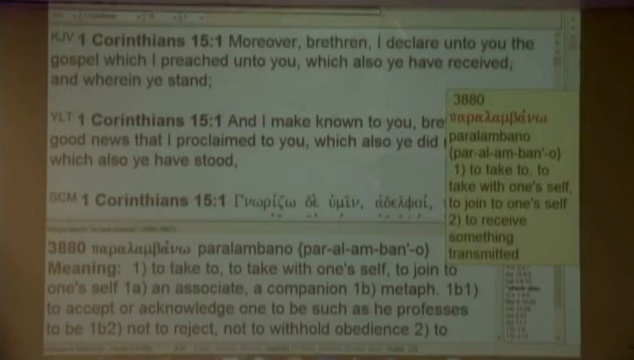 KJV 1 Corinthians 15:1 Moreover, brethren, I declare unto you the
gospel which I preached unto you, which also ye have received,
and wherein ye stand;
YLT 1 Corinthians 15:1 And I make known to you, bre
good news that I proclaimed to you, which also ye did
which also ye have stood,
SCM 1 Corinthians 15:1 Γνωρίζω δὲ ὑμῖν, ἀδελφοί,
3880
παραλαμβάνω
paralambano
{par-al-am-ban'-o}
1) to take to, to
take with one's self,
to join to one's self
2) to receive
something
transmitted
3880 παραλαμβάνω paralambano {par-al-am-ban'-o}
Meaning: 1) to take to, to take with one's self, to join to
one's self 1a) an associate, a companion 1b) metaph. 1b1)
to accept or acknowledge one to be such as he professes
to be 1b2) not to reject, not to withhold obedience 2) to